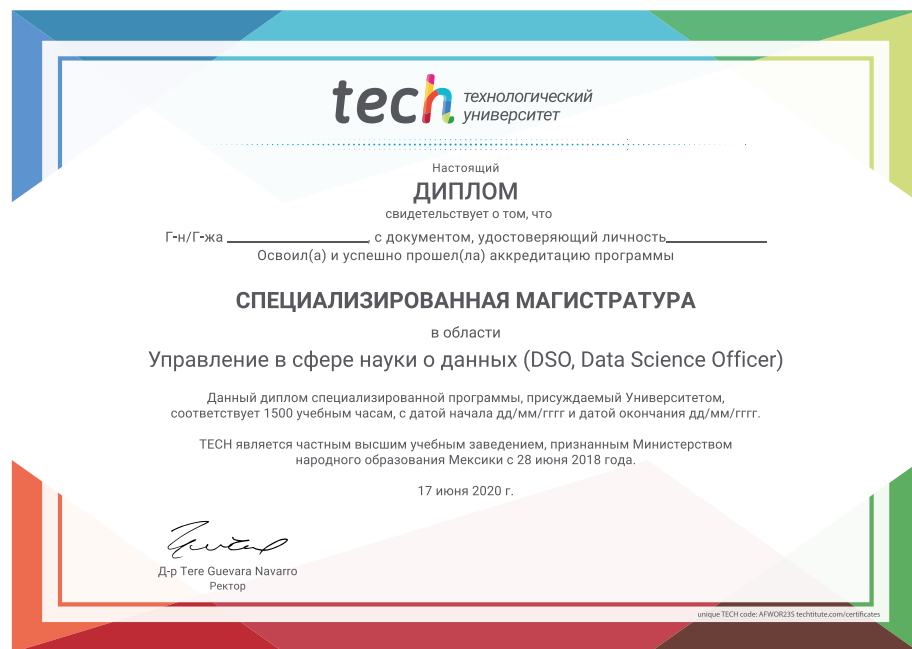 tech технологический
университет
Настоящий
ДИПЛОМ
свидетельствует о том, что
Г-н/Г-жа ____________________, с документом, удостоверяющий личность______________
Освоил(а) и успешно прошел(ла) аккредитацию программы
СПЕЦИАЛИЗИРОВАННАЯ МАГИСТРАТУРА
в области
Управление в сфере науки о данных (DSO, Data Science Officer)
Данный диплом специализированной программы, присуждаемый Университетом,
соответствует 1500 учебным часам, с датой начала дд/мм/гггг и датой окончания дд/мм/гггг.
TECH является частным высшим учебным заведением, признанным Министерством
народного образования Мексики с 28 июня 2018 года.
17 июня 2020 г.
Д-р Tere Guevara Navarro
Ректор
unique TECH code: AFWOR23S techtitute.com/certificates